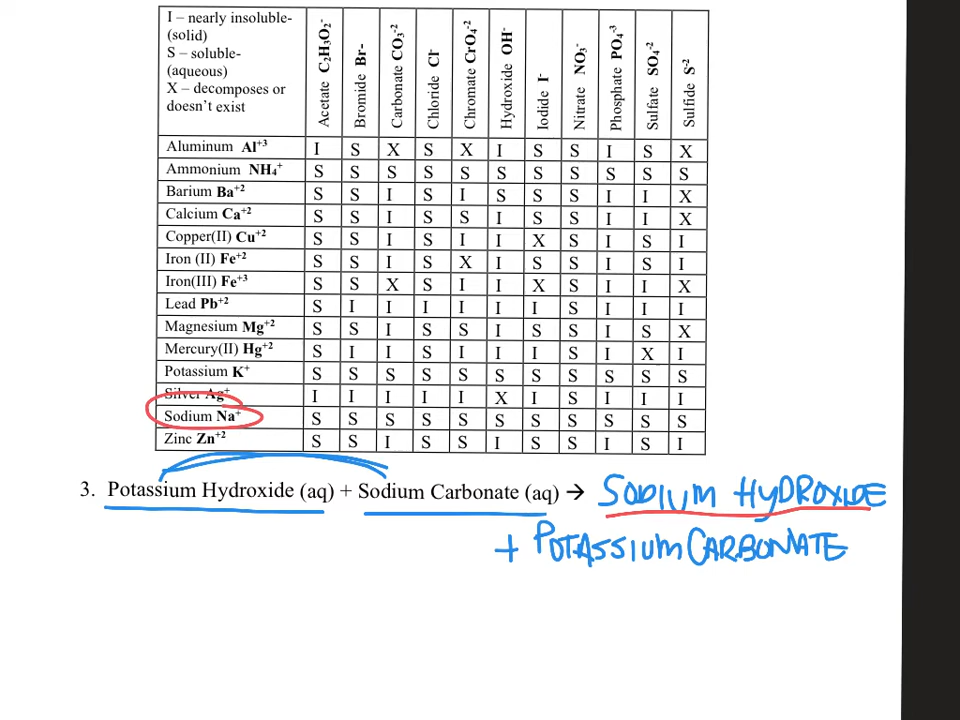 I – nearly insoluble-
(solid)
S – soluble-
(aqueous)
X – decomposes or
doesn't exist
Acetate C₂H₃O₂⁻
Bromide Br-
Carbonate CO₃⁻²
Chloride Cl⁻
Chromate CrO₄⁻²
Hydroxide OH⁻
Iodide I⁻
Nitrate NO₃⁻
Phosphate PO₄⁻³
Sulfate SO₄⁻²
Sulfide S⁻²
Aluminum Al⁺³ I S X S X I S S I S X
Ammonium NH₄⁺ S S S S S S S S S S S
Barium Ba⁺² S S I S I S S S I I X
Calcium Ca⁺² S S I S S I S S I I X
Copper(II) Cu⁺² S S I S I I X S I S I
Iron (II) Fe⁺² S S I S X I S S I S I
Iron(III) Fe⁺³ S S X S I I X S I I X
Lead Pb⁺² S I I I I I I S I I I
Magnesium Mg⁺² S S I S S I S S I S X
Mercury(II) Hg⁺² S I I S I I I S I X I
Potassium K⁺ S S S S S S S S S S S
Silver Ag⁺ I I I I I X I S I I I
Sodium Na⁺ S S S S S S S S S S S
Zinc Zn⁺² S S I S S I S S I S I
3. Potassium Hydroxide (aq) + Sodium Carbonate (aq) → SODIUM HYDROXIDE
+ POTASSIUM CARBONATE